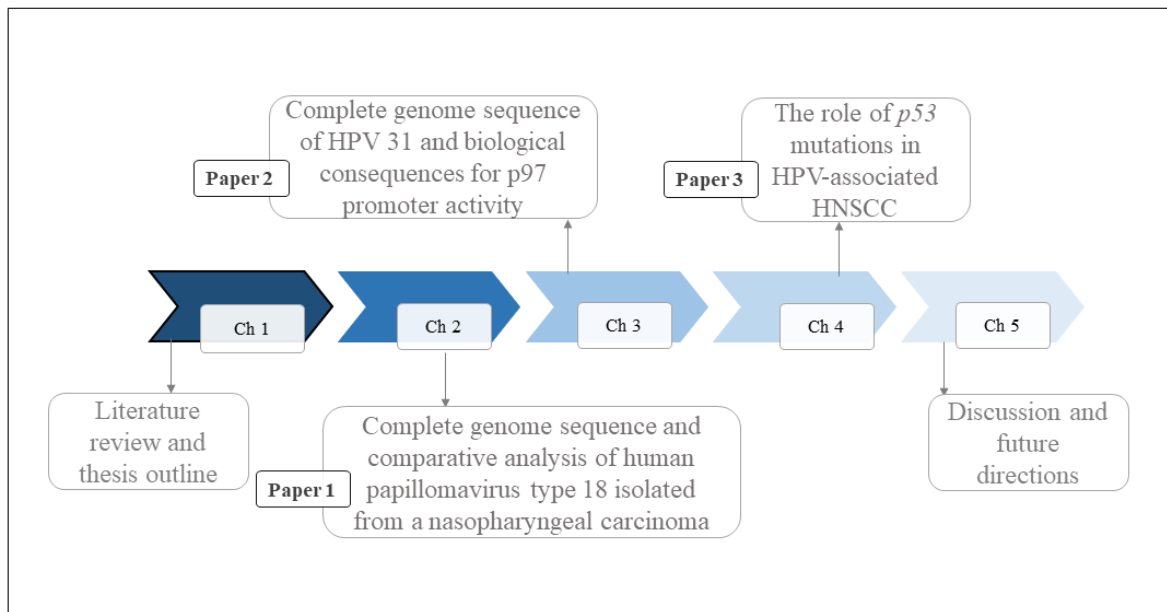 Complete genome sequence
of HPV 31 and biological
consequences for p97
promoter activity
Paper 2
The role of p53
mutations in
HPV-associated
HNSCC
Paper 3
Ch 1
Ch 2
Ch 3
Ch 4
Ch 5
Literature
review and
thesis outline
Complete genome sequence and
comparative analysis of human
papillomavirus type 18 isolated
from a nasopharyngeal carcinoma
Paper 1
Discussion and
future
directions